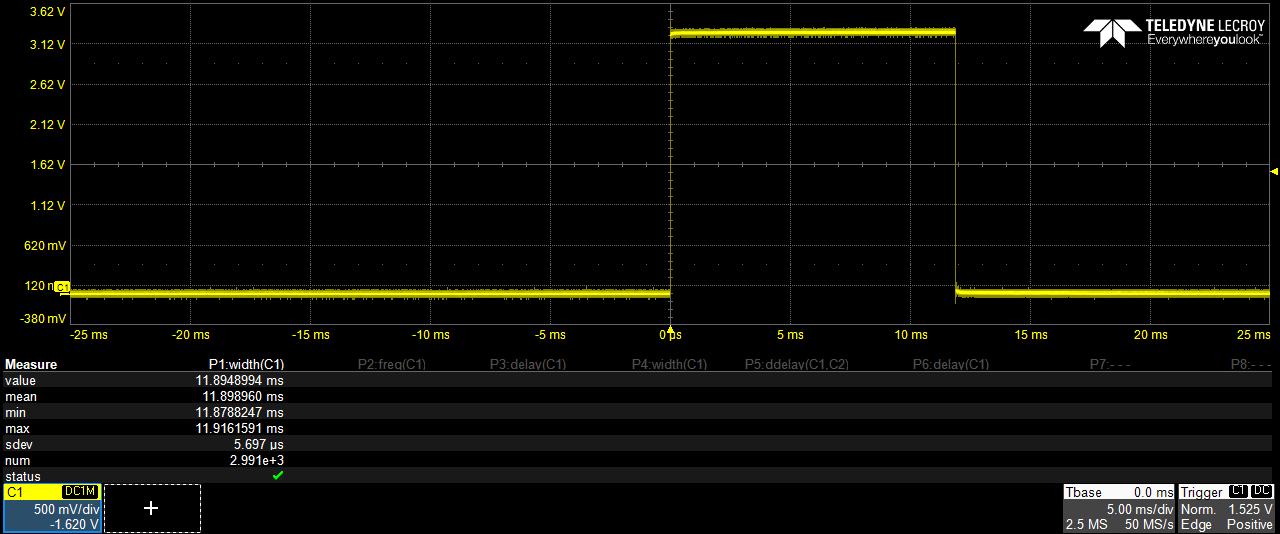 3.62 V
TELEDYNE LECROY
Everywhereyoulook™
3.12 V
2.62 V
2.12 V
1.62 V
1.12 V
620 mV
C1
-380 mV
-25 ms -20 ms -15 ms -10 ms -5 ms 0 µs 5 ms 10 ms 15 ms 20 ms 25 ms
Measure P1:width(C1) P2:freq(C1) P3:delay(C1) P4:width(C1) P5:ddelay(C1,C2) P6:delay(C1) P7:- - - P8:- - -
value 11.8948994 ms
mean 11.898960 ms
min 11.8788247 ms
max 11.9161591 ms
sdev 5.697 µs
num 2.991e+3
status
C1 DC1M
500 mV/div
-1.620 V
+
Tbase 0.0 ms
5.00 ms/div
2.5 MS 50 MS/s
Trigger C1 DC
Norm. 1.525 V
Edge Positive